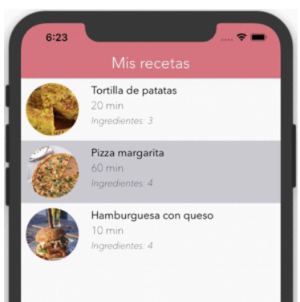 6:23
Mis recetas
Tortilla de patatas
20 min
Ingredientes: 3
Pizza margarita
60 min
Ingredientes: 4
Hamburguesa con queso
10 min
Ingredientes: 4